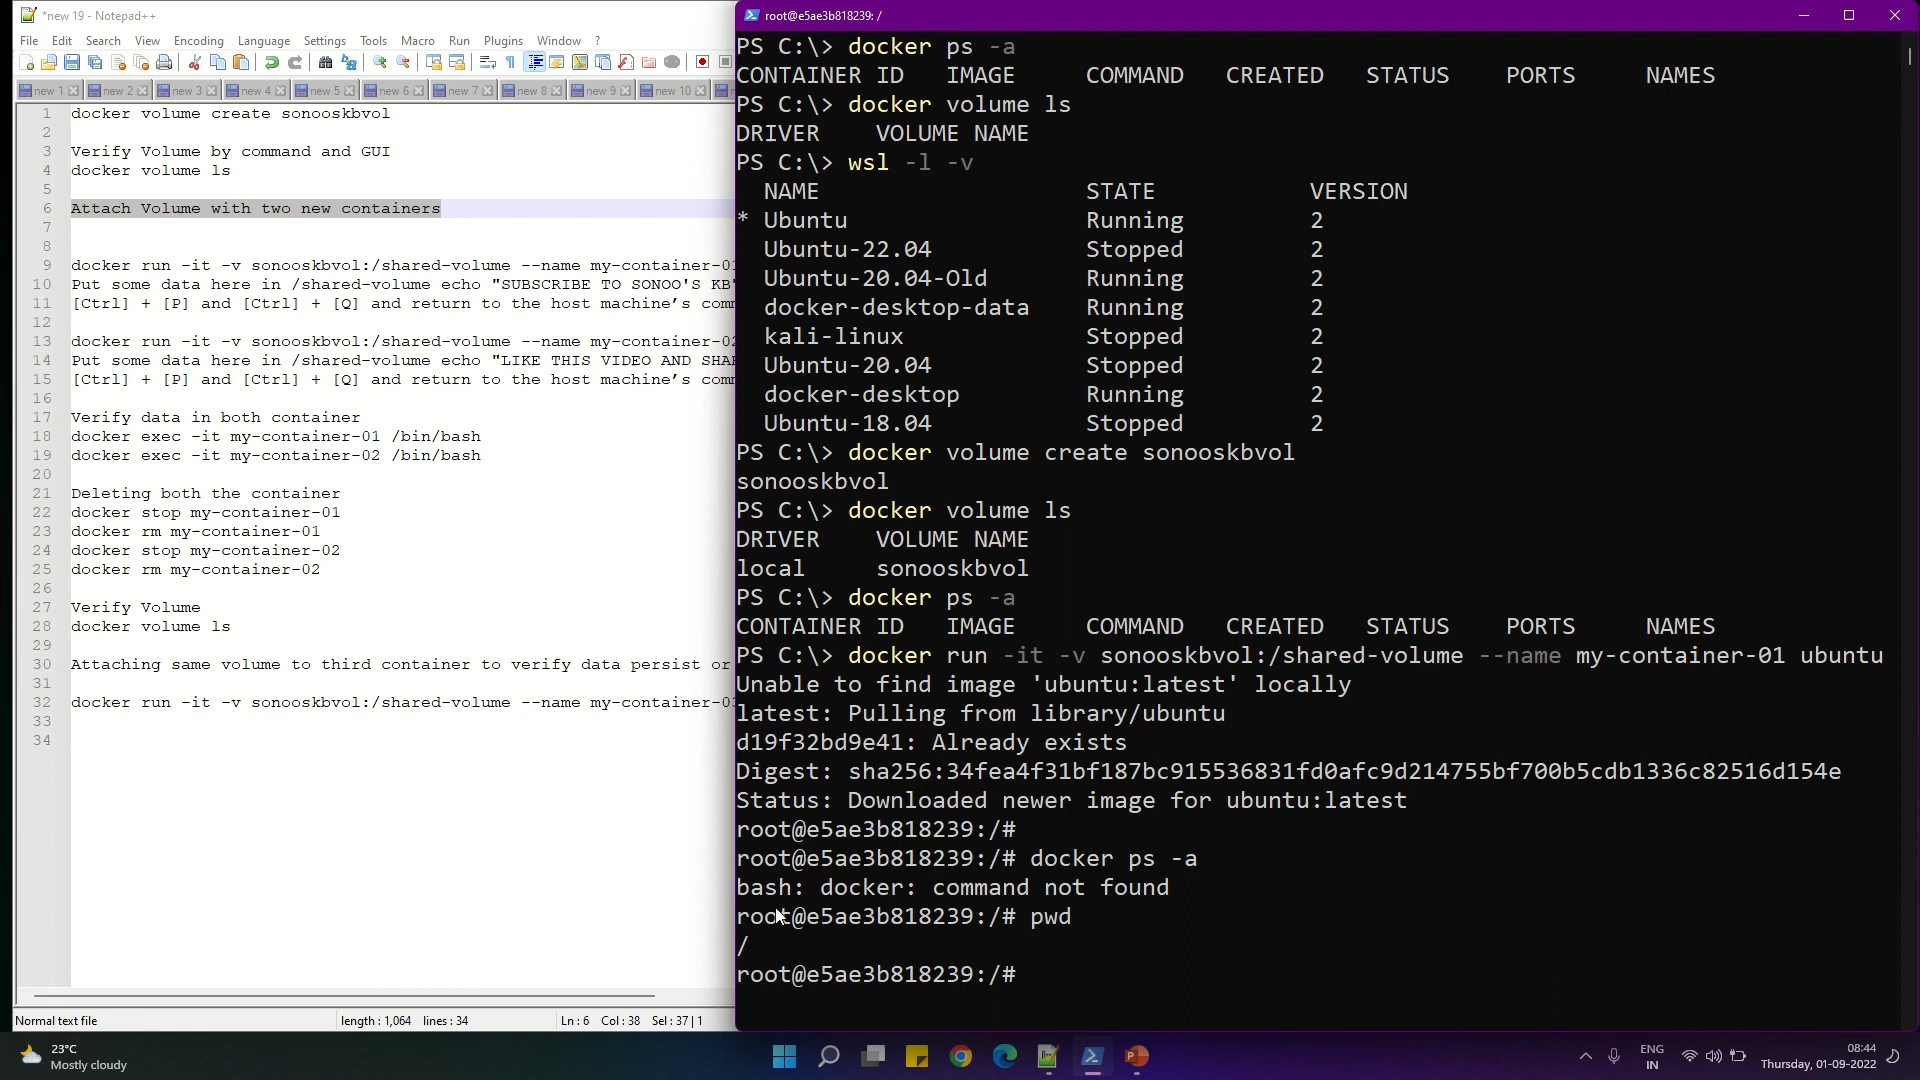 *new 19 - Notepad++
File Edit Search View Encoding Language Settings Tools Macro Run Plugins Window ?
new 1 new 2 new 3 new 4 new 5 new 6 new 7 new 8 new 9 new 10
1 docker volume create sonooskbvol
2
3 Verify Volume by command and GUI
4 docker volume ls
5
6 Attach Volume with two new containers
7
8
9 docker run -it -v sonooskbvol:/shared-volume --name my-container-01
10 Put some data here in /shared-volume echo "SUBSCRIBE TO SONOO'S KB"
11 [Ctrl] + [P] and [Ctrl] + [Q] and return to the host machine’s com
12
13 docker run -it -v sonooskbvol:/shared-volume --name my-container-02
14 Put some data here in /shared-volume echo "LIKE THIS VIDEO AND SHAR
15 [Ctrl] + [P] and [Ctrl] + [Q] and return to the host machine’s com
16
17 Verify data in both container
18 docker exec -it my-container-01 /bin/bash
19 docker exec -it my-container-02 /bin/bash
20
21 Deleting both the container
22 docker stop my-container-01
23 docker rm my-container-01
24 docker stop my-container-02
25 docker rm my-container-02
26
27 Verify Volume
28 docker volume ls
29
30 Attaching same volume to third container to verify data persist or
31
32 docker run -it -v sonooskbvol:/shared-volume --name my-container-03
33
34
Normal text file length : 1,064 lines : 34 Ln : 6 Col : 38 Sel : 37 | 1
root@e5ae3b818239: /
PS C:\> docker ps -a
CONTAINER ID IMAGE COMMAND CREATED STATUS PORTS NAMES
PS C:\> docker volume ls
DRIVER VOLUME NAME
PS C:\> wsl -l -v
NAME STATE VERSION
* Ubuntu Running 2
Ubuntu-22.04 Stopped 2
Ubuntu-20.04-Old Running 2
docker-desktop-data Running 2
kali-linux Stopped 2
Ubuntu-20.04 Stopped 2
docker-desktop Running 2
Ubuntu-18.04 Stopped 2
PS C:\> docker volume create sonooskbvol
sonooskbvol
PS C:\> docker volume ls
DRIVER VOLUME NAME
local sonooskbvol
PS C:\> docker ps -a
CONTAINER ID IMAGE COMMAND CREATED STATUS PORTS NAMES
PS C:\> docker run -it -v sonooskbvol:/shared-volume --name my-container-01 ubuntu
Unable to find image 'ubuntu:latest' locally
latest: Pulling from library/ubuntu
d19f32bd9e41: Already exists
Digest: sha256:34fea4f31bf187bc915536831fd0afc9d214755bf700b5cdb1336c82516d154e
Status: Downloaded newer image for ubuntu:latest
root@e5ae3b818239:/#
root@e5ae3b818239:/# docker ps -a
bash: docker: command not found
root@e5ae3b818239:/# pwd
/
root@e5ae3b818239:/#
23°C
Mostly cloudy
ENG
IN
08:44
Thursday, 01-09-2022